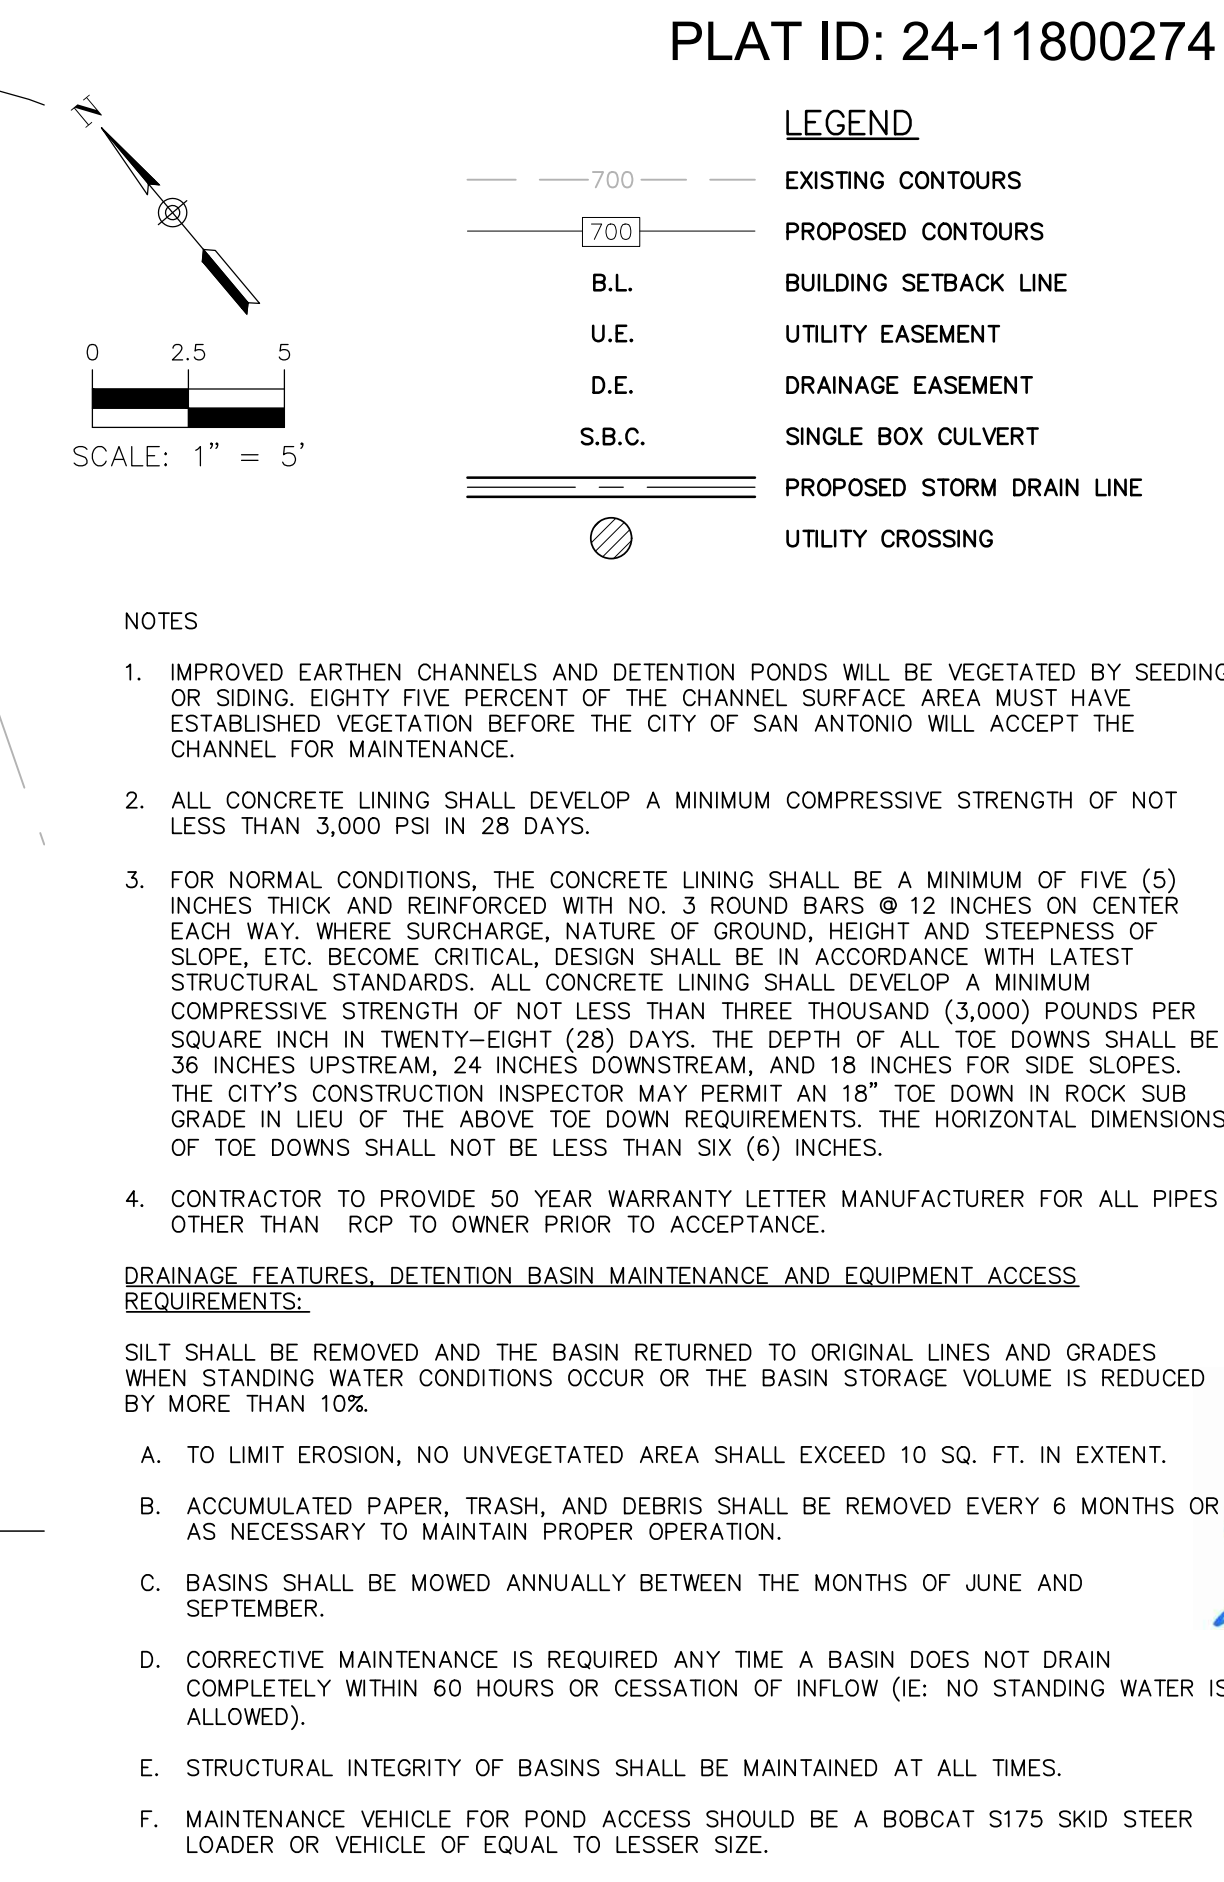 PLAT ID: 24-11800274
N
LEGEND
700 EXISTING CONTOURS
700 PROPOSED CONTOURS
B.L. BUILDING SETBACK LINE
U.E. UTILITY EASEMENT
D.E. DRAINAGE EASEMENT
S.B.C. SINGLE BOX CULVERT
PROPOSED STORM DRAIN LINE
UTILITY CROSSING
0 2.5 5
SCALE: 1" = 5'
NOTES
1. IMPROVED EARTHEN CHANNELS AND DETENTION PONDS WILL BE VEGETATED BY SEEDING
OR SIDING. EIGHTY FIVE PERCENT OF THE CHANNEL SURFACE AREA MUST HAVE
ESTABLISHED VEGETATION BEFORE THE CITY OF SAN ANTONIO WILL ACCEPT THE
CHANNEL FOR MAINTENANCE.
2. ALL CONCRETE LINING SHALL DEVELOP A MINIMUM COMPRESSIVE STRENGTH OF NOT
LESS THAN 3,000 PSI IN 28 DAYS.
3. FOR NORMAL CONDITIONS, THE CONCRETE LINING SHALL BE A MINIMUM OF FIVE (5)
INCHES THICK AND REINFORCED WITH NO. 3 ROUND BARS @ 12 INCHES ON CENTER
EACH WAY. WHERE SURCHARGE, NATURE OF GROUND, HEIGHT AND STEEPNESS OF
SLOPE, ETC. BECOME CRITICAL, DESIGN SHALL BE IN ACCORDANCE WITH LATEST
STRUCTURAL STANDARDS. ALL CONCRETE LINING SHALL DEVELOP A MINIMUM
COMPRESSIVE STRENGTH OF NOT LESS THAN THREE THOUSAND (3,000) POUNDS PER
SQUARE INCH IN TWENTY-EIGHT (28) DAYS. THE DEPTH OF ALL TOE DOWNS SHALL BE
36 INCHES UPSTREAM, 24 INCHES DOWNSTREAM, AND 18 INCHES FOR SIDE SLOPES.
THE CITY'S CONSTRUCTION INSPECTOR MAY PERMIT AN 18" TOE DOWN IN ROCK SUB
GRADE IN LIEU OF THE ABOVE TOE DOWN REQUIREMENTS. THE HORIZONTAL DIMENSIONS
OF TOE DOWNS SHALL NOT BE LESS THAN SIX (6) INCHES.
4. CONTRACTOR TO PROVIDE 50 YEAR WARRANTY LETTER MANUFACTURER FOR ALL PIPES
OTHER THAN RCP TO OWNER PRIOR TO ACCEPTANCE.
DRAINAGE FEATURES, DETENTION BASIN MAINTENANCE AND EQUIPMENT ACCESS
REQUIREMENTS:
SILT SHALL BE REMOVED AND THE BASIN RETURNED TO ORIGINAL LINES AND GRADES
WHEN STANDING WATER CONDITIONS OCCUR OR THE BASIN STORAGE VOLUME IS REDUCED
BY MORE THAN 10%.
A. TO LIMIT EROSION, NO UNVEGETATED AREA SHALL EXCEED 10 SQ. FT. IN EXTENT.
B. ACCUMULATED PAPER, TRASH, AND DEBRIS SHALL BE REMOVED EVERY 6 MONTHS OR
AS NECESSARY TO MAINTAIN PROPER OPERATION.
C. BASINS SHALL BE MOWED ANNUALLY BETWEEN THE MONTHS OF JUNE AND
SEPTEMBER.
D. CORRECTIVE MAINTENANCE IS REQUIRED ANY TIME A BASIN DOES NOT DRAIN
COMPLETELY WITHIN 60 HOURS OR CESSATION OF INFLOW (IE: NO STANDING WATER IS
ALLOWED).
E. STRUCTURAL INTEGRITY OF BASINS SHALL BE MAINTAINED AT ALL TIMES.
F. MAINTENANCE VEHICLE FOR POND ACCESS SHOULD BE A BOBCAT S175 SKID STEER
LOADER OR VEHICLE OF EQUAL TO LESSER SIZE.